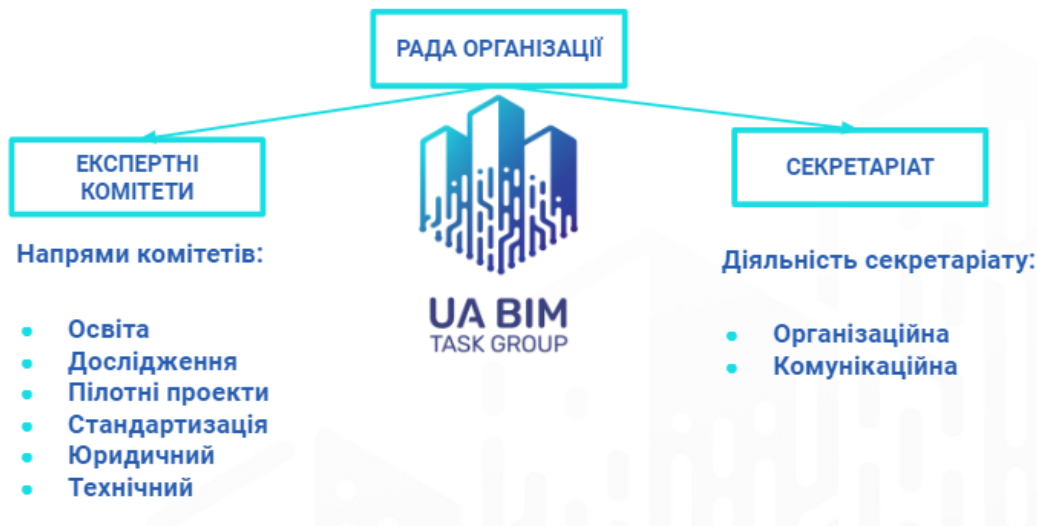 РАДА ОРГАНІЗАЦІЇ
ЕКСПЕРТНІ
КОМІТЕТИ
Напрями комітетів:
• Освіта
• Дослідження
• Пілотні проекти
• Стандартизація
• Юридичний
• Технічний
UA BIM
TASK GROUP
СЕКРЕТАРІАТ
Діяльність секретаріату:
• Організаційна
• Комунікаційна